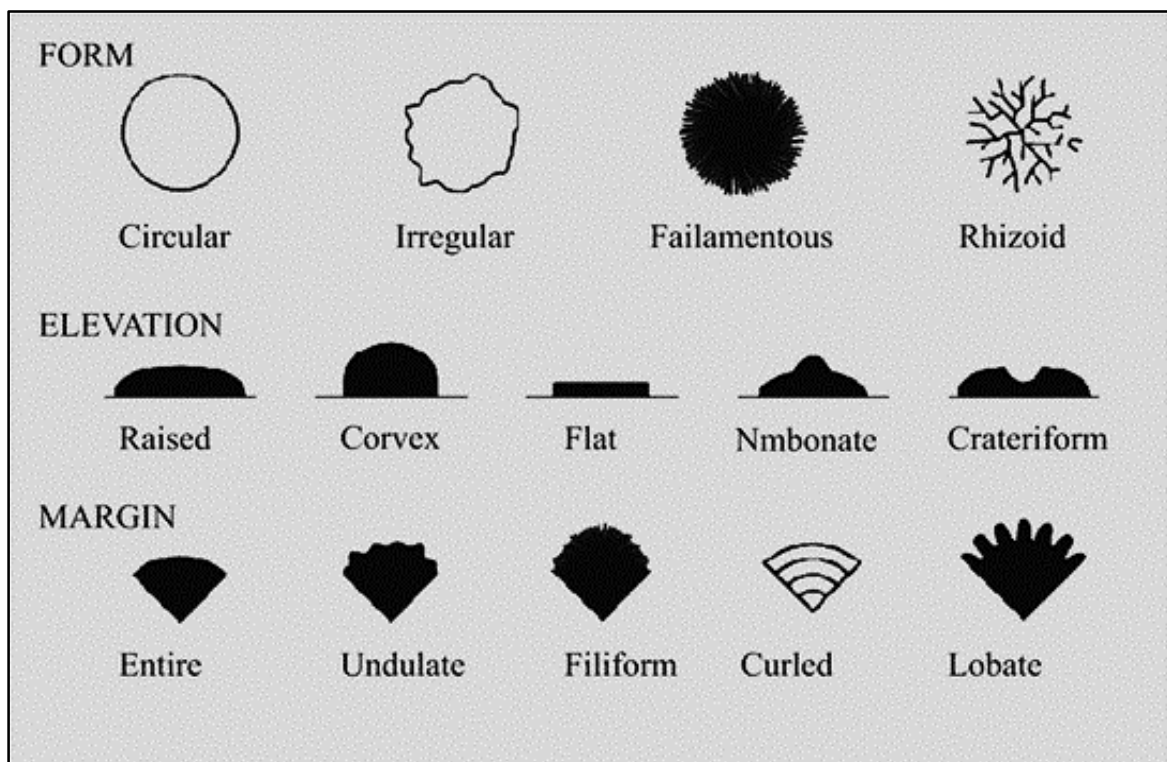 FORM
Circular Irregular Failamentous Rhizoid
ELEVATION
Raised Corvex Flat Nmbonate Crateriform
MARGIN
Entire Undulate Filiform Curled Lobate